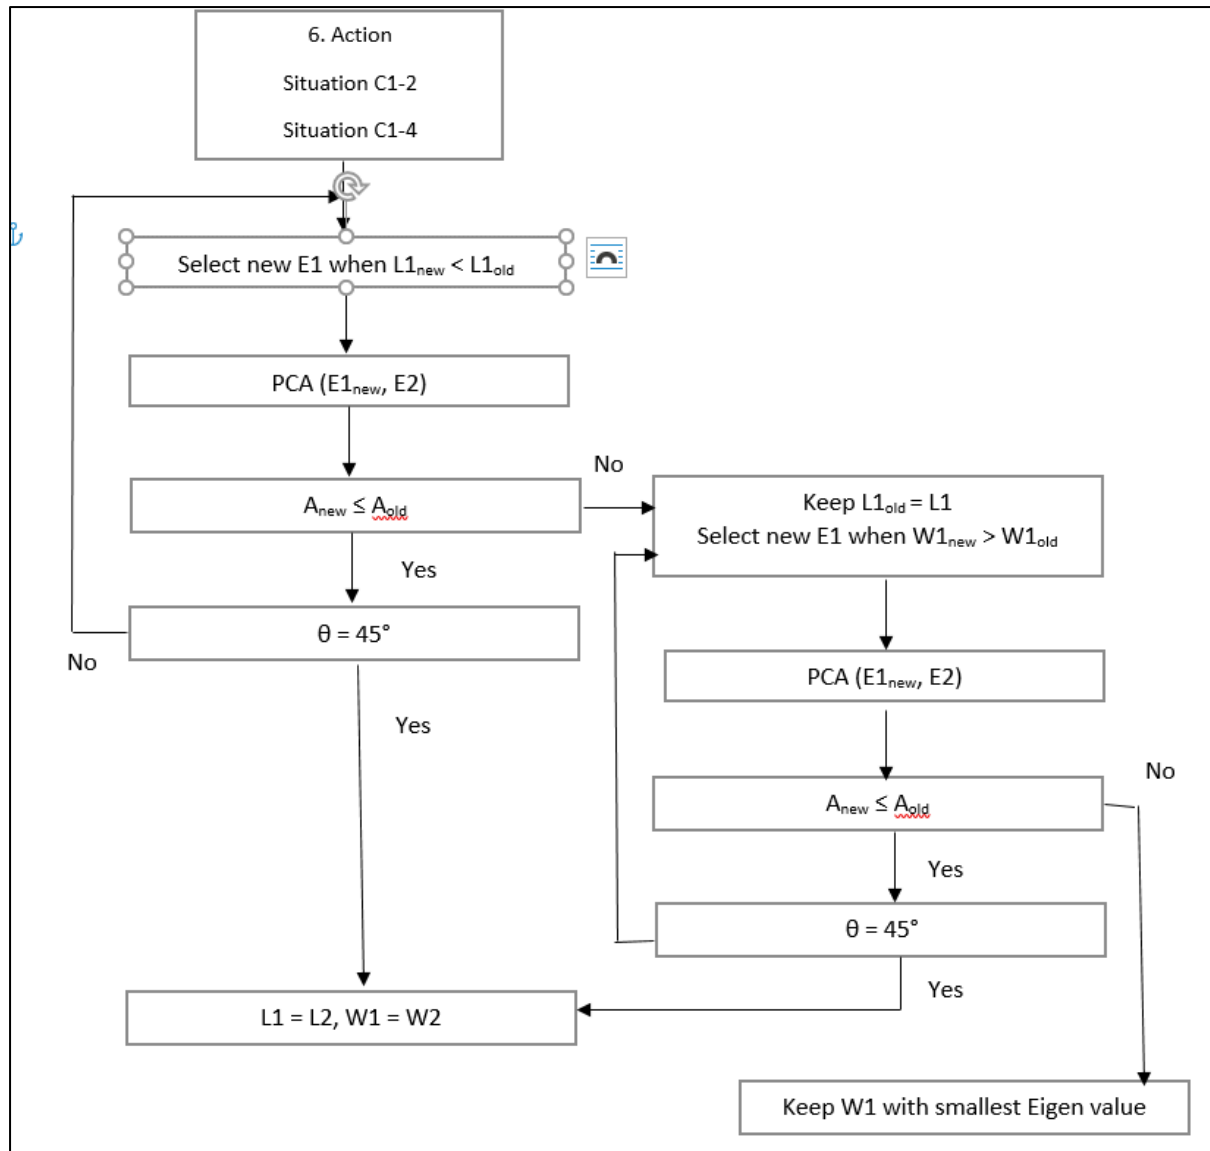 6. Action
Situation C1-2
Situation C1-4
Select new E1 when L1new < L1old
PCA (E1new, E2)
Anew ≤ Aold
No
Keep L1old = L1
Select new E1 when W1new > W1old
Yes
θ = 45°
No
PCA (E1new, E2)
Yes
Anew ≤ Aold
No
Yes
θ = 45°
Yes
L1 = L2, W1 = W2
Keep W1 with smallest Eigen value